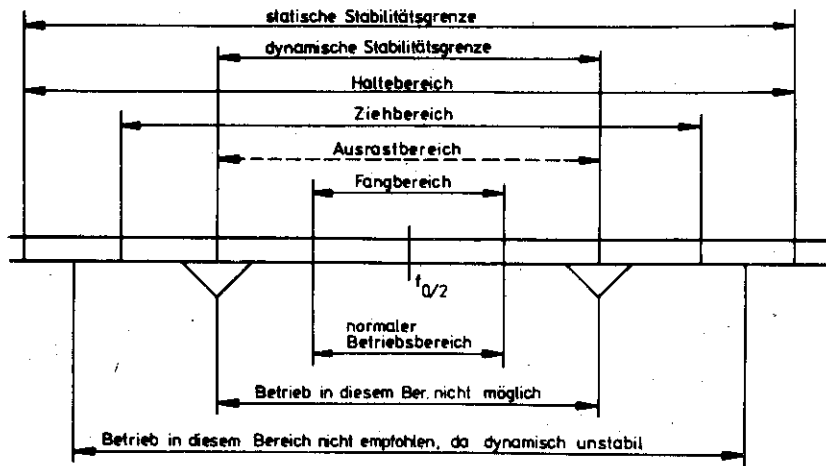 statische Stabilitätsgrenze
dynamische Stabilitätsgrenze
Haltebereich
Ziehbereich
Ausrastbereich
Fangbereich
f0/2
normaler
Betriebsbereich
Betrieb in diesem Ber. nicht möglich
Betrieb in diesem Bereich nicht empfohlen, da dynamisch unstabil